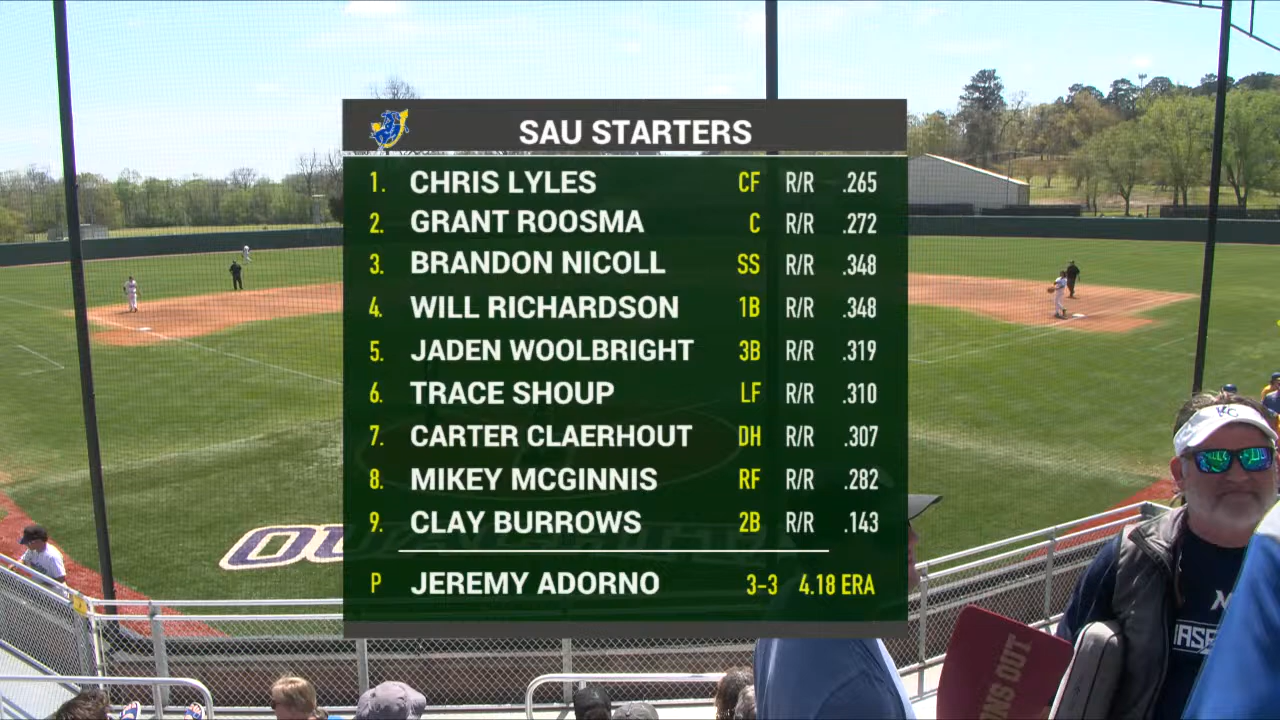 SAU STARTERS
1. CHRIS LYLES CF R/R .265
2. GRANT ROOSMA C R/R .272
3. BRANDON NICOLL SS R/R .348
4. WILL RICHARDSON 1B R/R .348
5. JADEN WOOLBRIGHT 3B R/R .319
6. TRACE SHOUP LF R/R .310
7. CARTER CLAERHOUT DH R/R .307
8. MIKEY MCGINNIS RF R/R .282
9. CLAY BURROWS 2B R/R .143
P JEREMY ADORNO 3-3 4.18 ERA
KC
ONS OUT